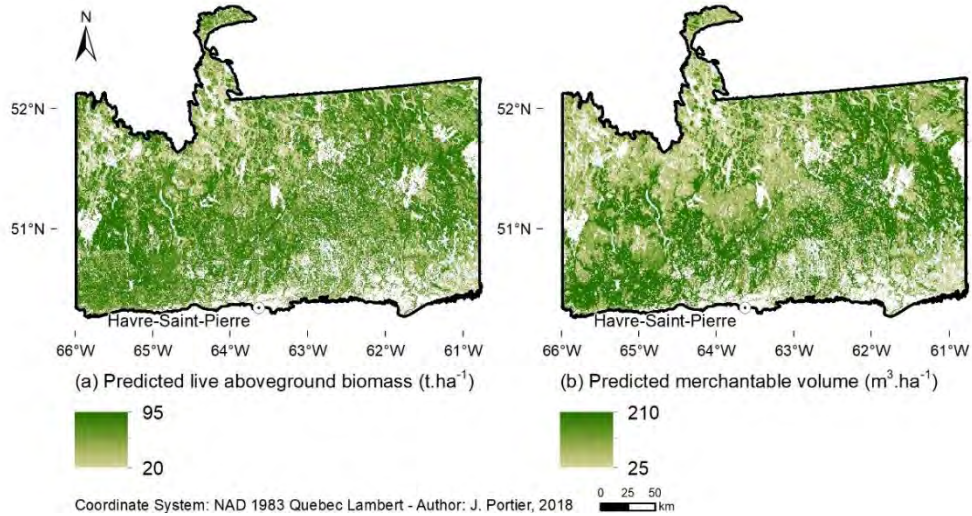 N
52°N
51°N
Havre-Saint-Pierre
66°W 65°W 64°W 63°W 62°W 61°W
Havre-Saint-Pierre
66°W 65°W 64°W 63°W 62°W 61°W
52°N
51°N
(a) Predicted live aboveground biomass (t.ha⁻¹)
95
20
(b) Predicted merchantable volume (m³.ha⁻¹)
210
25
Coordinate System: NAD 1983 Quebec Lambert - Author: J. Portier, 2018
0 25 50
km